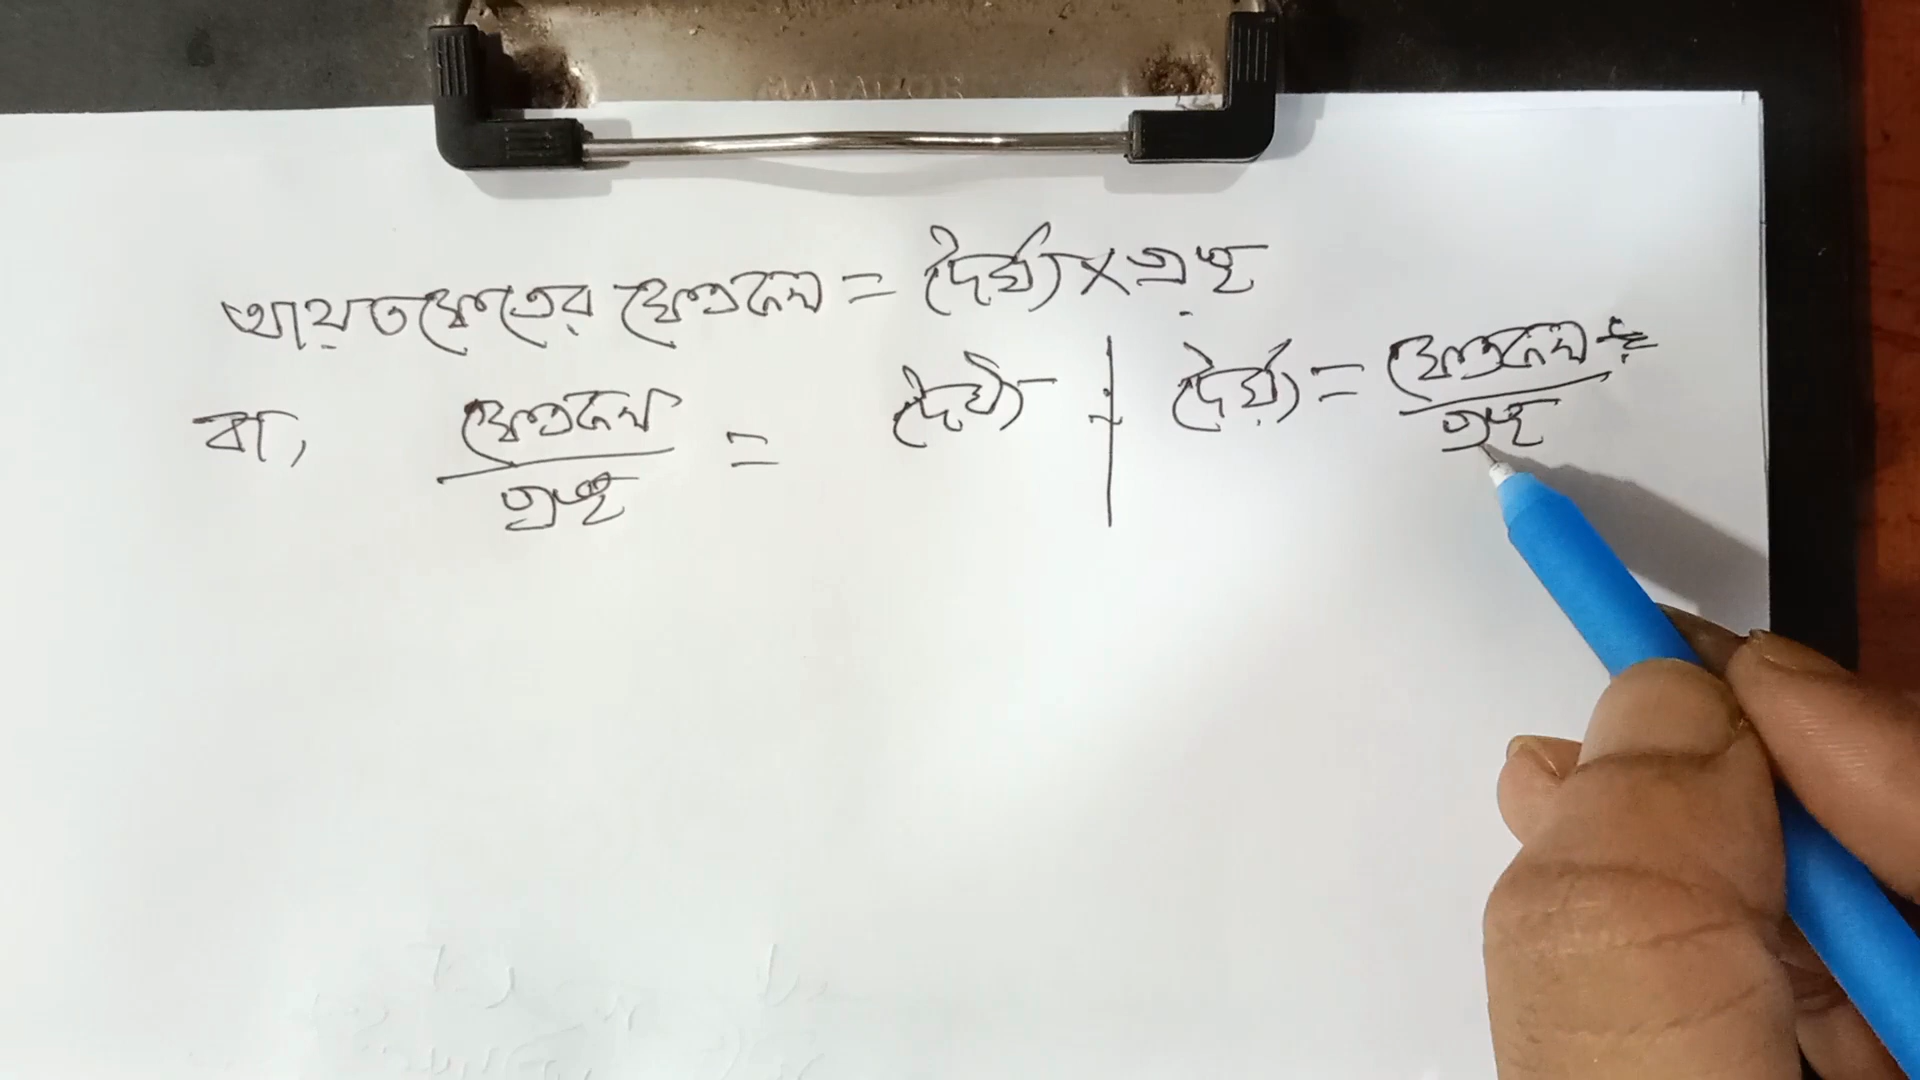 আয়তক্ষেত্রের ক্ষেত্রফল = দৈর্ঘ্য × প্রস্থ
বা, ক্ষেত্রফল / প্রস্থ = দৈর্ঘ্য | দৈর্ঘ্য = ক্ষেত্রফল / প্রস্থ